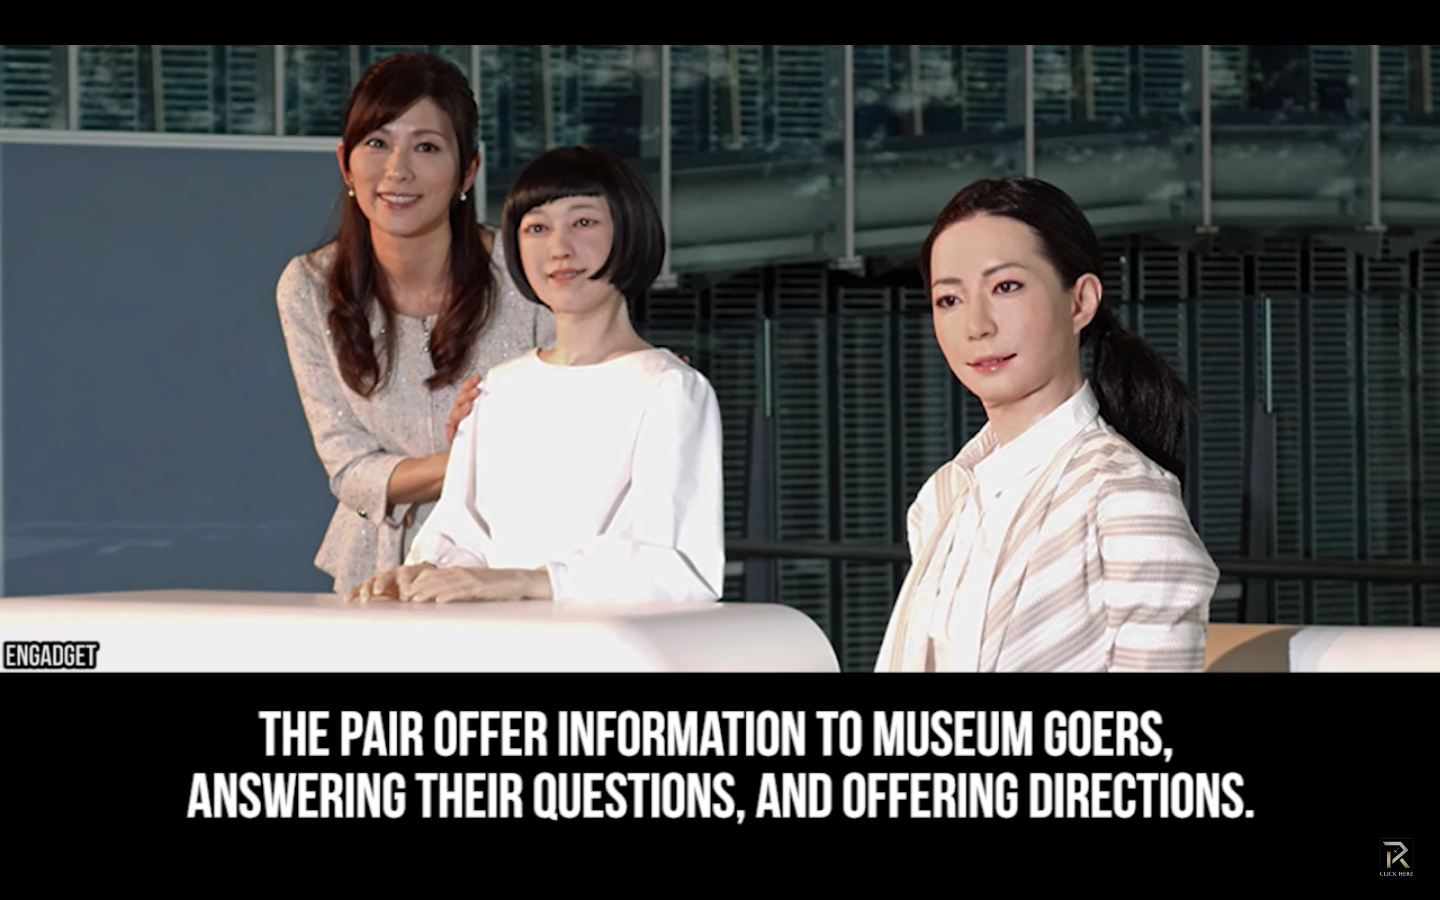 ENGADGET
THE PAIR OFFER INFORMATION TO MUSEUM GOERS,
ANSWERING THEIR QUESTIONS, AND OFFERING DIRECTIONS.
R
CLICK HERE